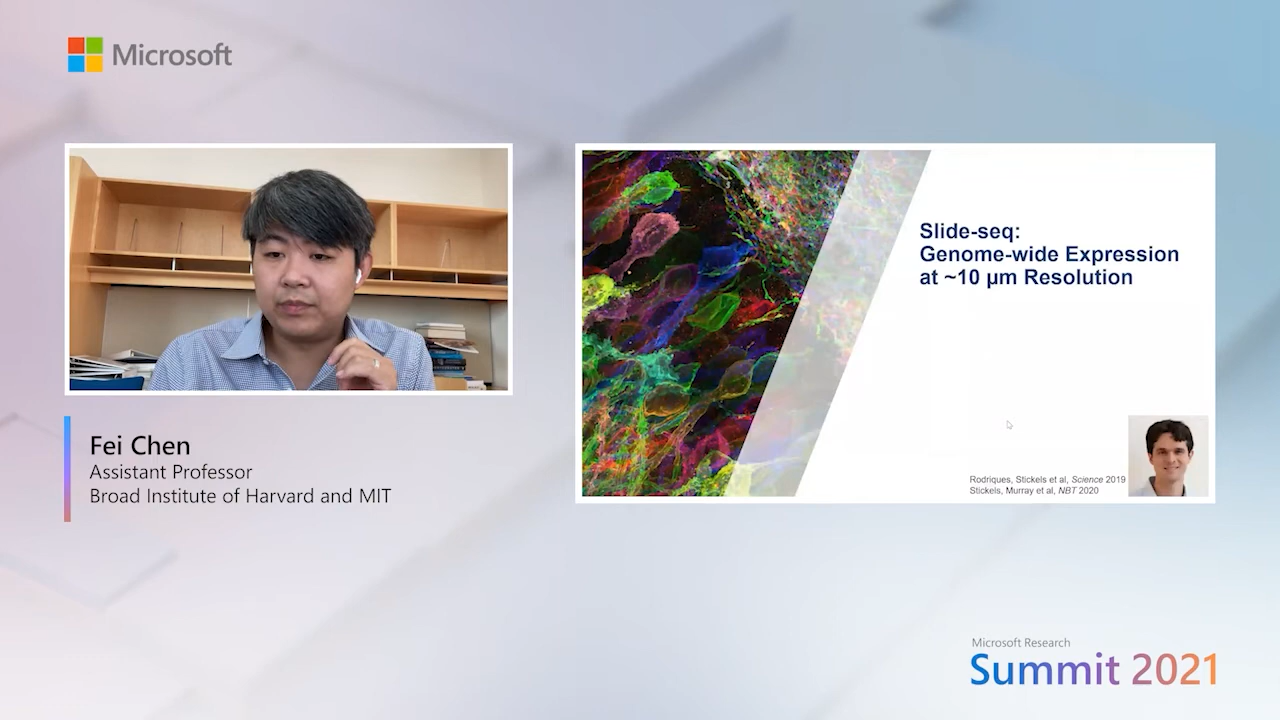 Microsoft
Fei Chen
Assistant Professor
Broad Institute of Harvard and MIT
Slide-seq:
Genome-wide Expression
at ~10 µm Resolution
Rodriques, Stickels et al, Science 2019
Stickels, Murray et al, NBT 2020
Microsoft Research
Summit 2021